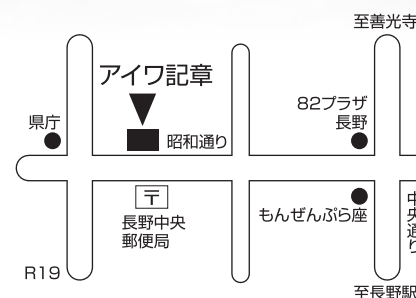 至善光寺
アイワ記章
82プラザ
長野
県庁
昭和通り
〒
長野中央
郵便局
もんぜんぷら座
中央通り
R19
至長野駅